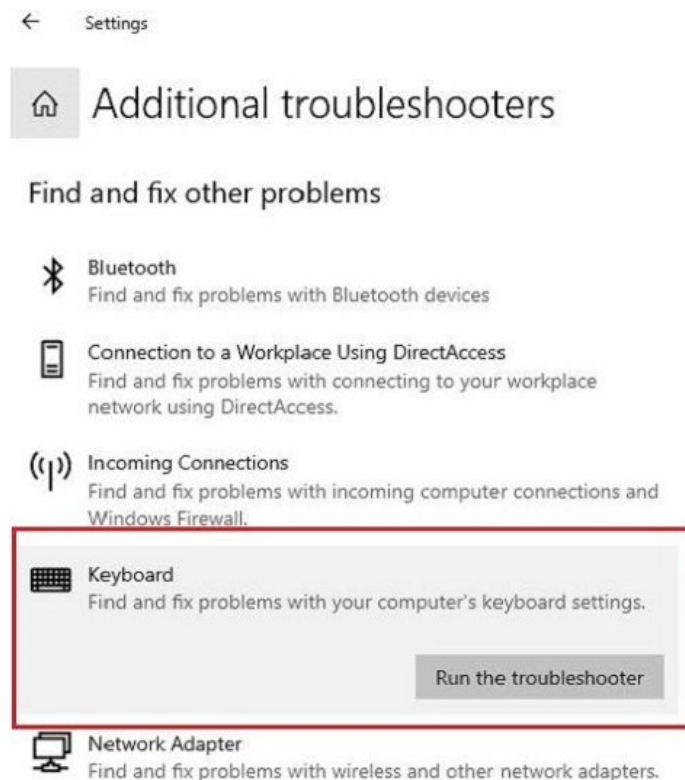 Settings
Additional troubleshooters
Find and fix other problems
Bluetooth
Find and fix problems with Bluetooth devices
Connection to a Workplace Using DirectAccess
Find and fix problems with connecting to your workplace
network using DirectAccess.
Incoming Connections
Find and fix problems with incoming computer connections and
Windows Firewall.
Keyboard
Find and fix problems with your computer's keyboard settings.
Run the troubleshooter
Network Adapter
Find and fix problems with wireless and other network adapters.